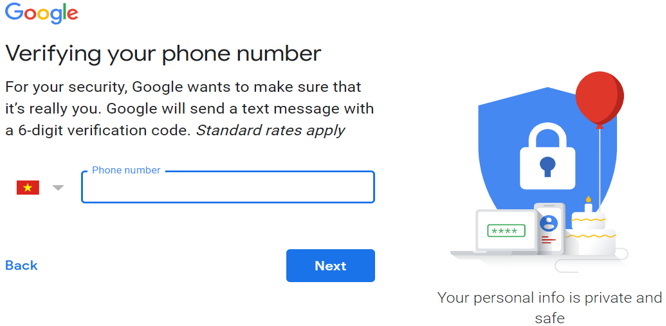 Google
Verifying your phone number
For your security, Google wants to make sure that
it's really you. Google will send a text message with
a 6-digit verification code. Standard rates apply
Phone number
Back
Next
****
Your personal info is private and
safe